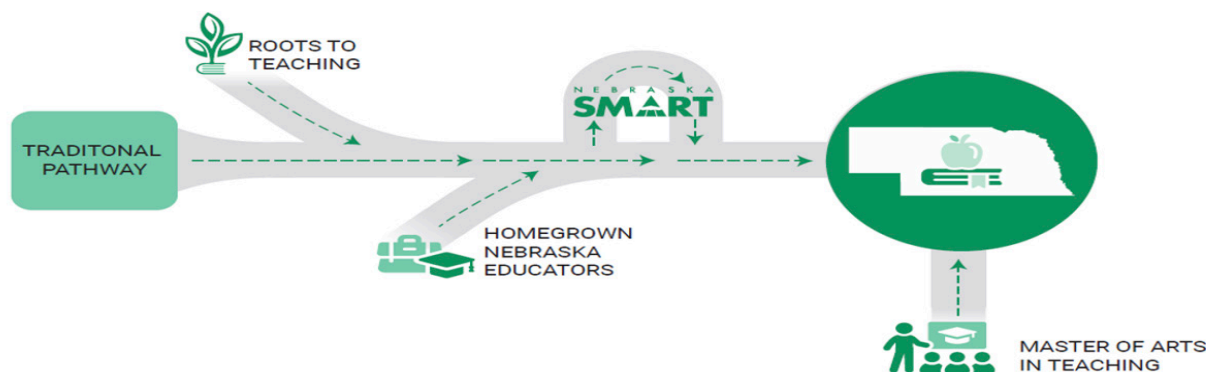 ROOTS TO
TEACHING
NEBRASKA
SMART
TRADITONAL
PATHWAY
HOMEGROWN
NEBRASKA
EDUCATORS
MASTER OF ARTS
IN TEACHING